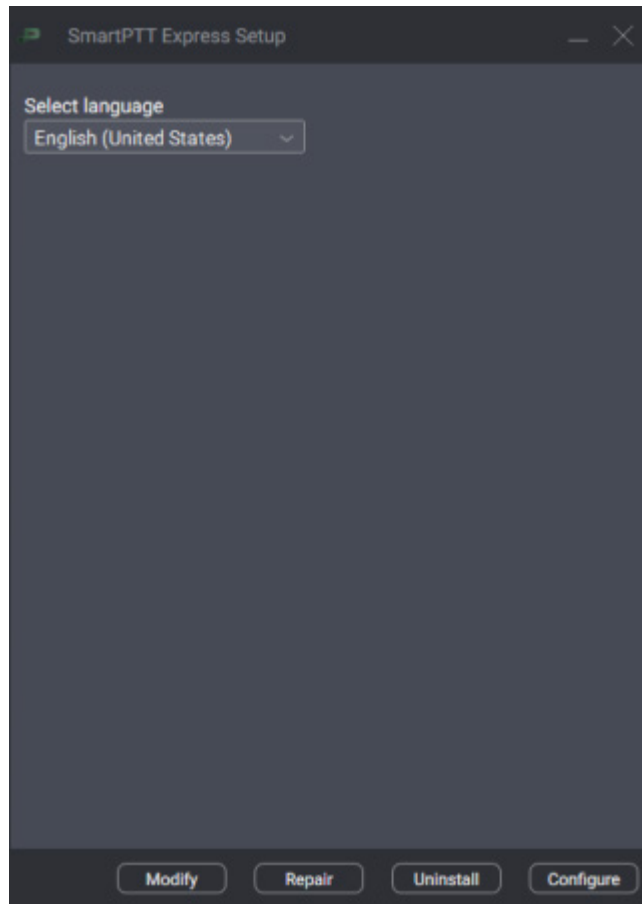 SmartPTT Express Setup
Select language
English (United States)
Modify Repair Uninstall Configure